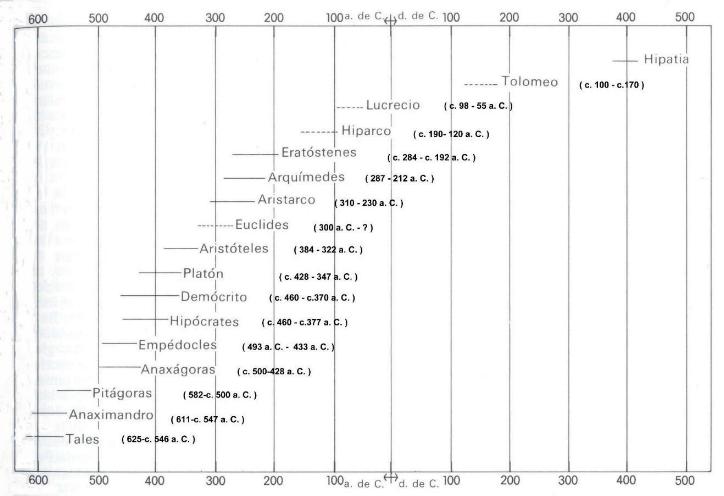 600 500 400 300 200 100 a. de C. d. de C. 100 200 300 400 500
Hipatia
Tolomeo ( c. 100 - c.170 )
Lucrecio ( c. 98 - 55 a. C. )
Hiparco ( c. 190- 120 a. C. )
Eratóstenes ( c. 284 - c. 192 a. C. )
Arquímedes ( 287 - 212 a. C. )
Aristarco ( 310 - 230 a. C. )
Euclides ( 300 a. C. - ? )
Aristóteles ( 384 - 322 a. C. )
Platón ( c. 428 - 347 a. C. )
Demócrito ( c. 460 - c.370 a. C. )
Hipócrates ( c. 460 - c.377 a. C. )
Empédocles ( 493 a. C. - 433 a. C. )
Anaxágoras ( c. 500-428 a. C. )
Pitágoras ( 582-c. 500 a. C. )
Anaximandro ( 611-c. 547 a. C. )
Tales ( 625-c. 546 a. C. )
600 500 400 300 200 100 a. de C. d. de C. 100 200 300 400 500